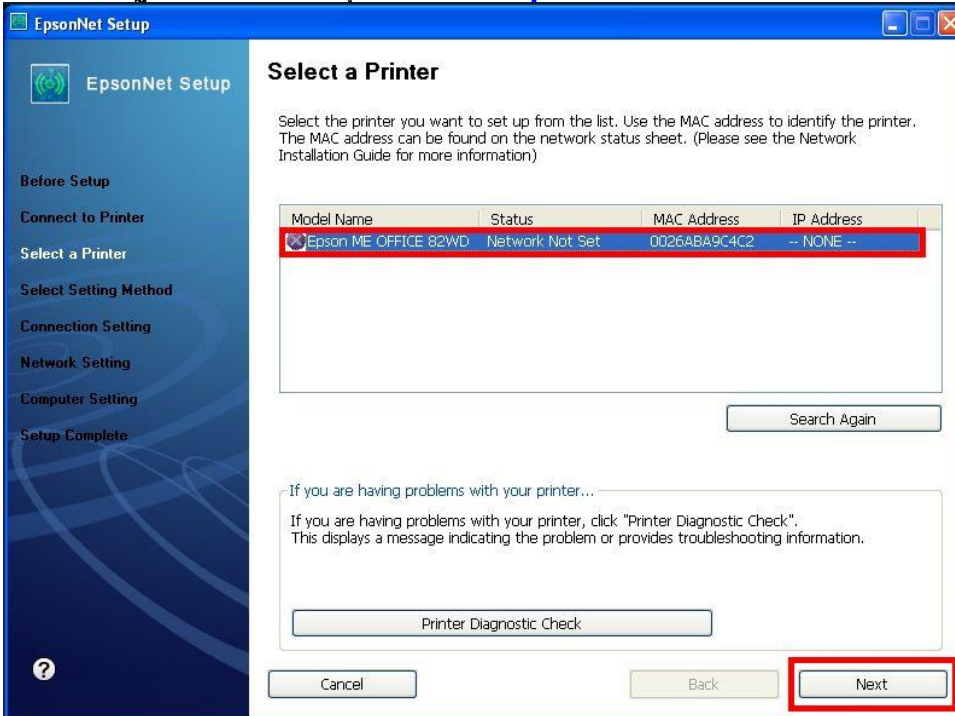 EpsonNet Setup
EpsonNet Setup
Before Setup
Connect to Printer
Select a Printer
Select Setting Method
Connection Setting
Network Setting
Computer Setting
Setup Complete
Select a Printer
Select the printer you want to set up from the list. Use the MAC address to identify the printer.
The MAC address can be found on the network status sheet. (Please see the Network
Installation Guide for more information)
Model Name Status MAC Address IP Address
Epson ME OFFICE 82WD Network Not Set 0026ABA9C4C2 -- NONE --
Search Again
If you are having problems with your printer...
If you are having problems with your printer, click "Printer Diagnostic Check".
This displays a message indicating the problem or provides troubleshooting information.
Printer Diagnostic Check
?
Cancel Back Next